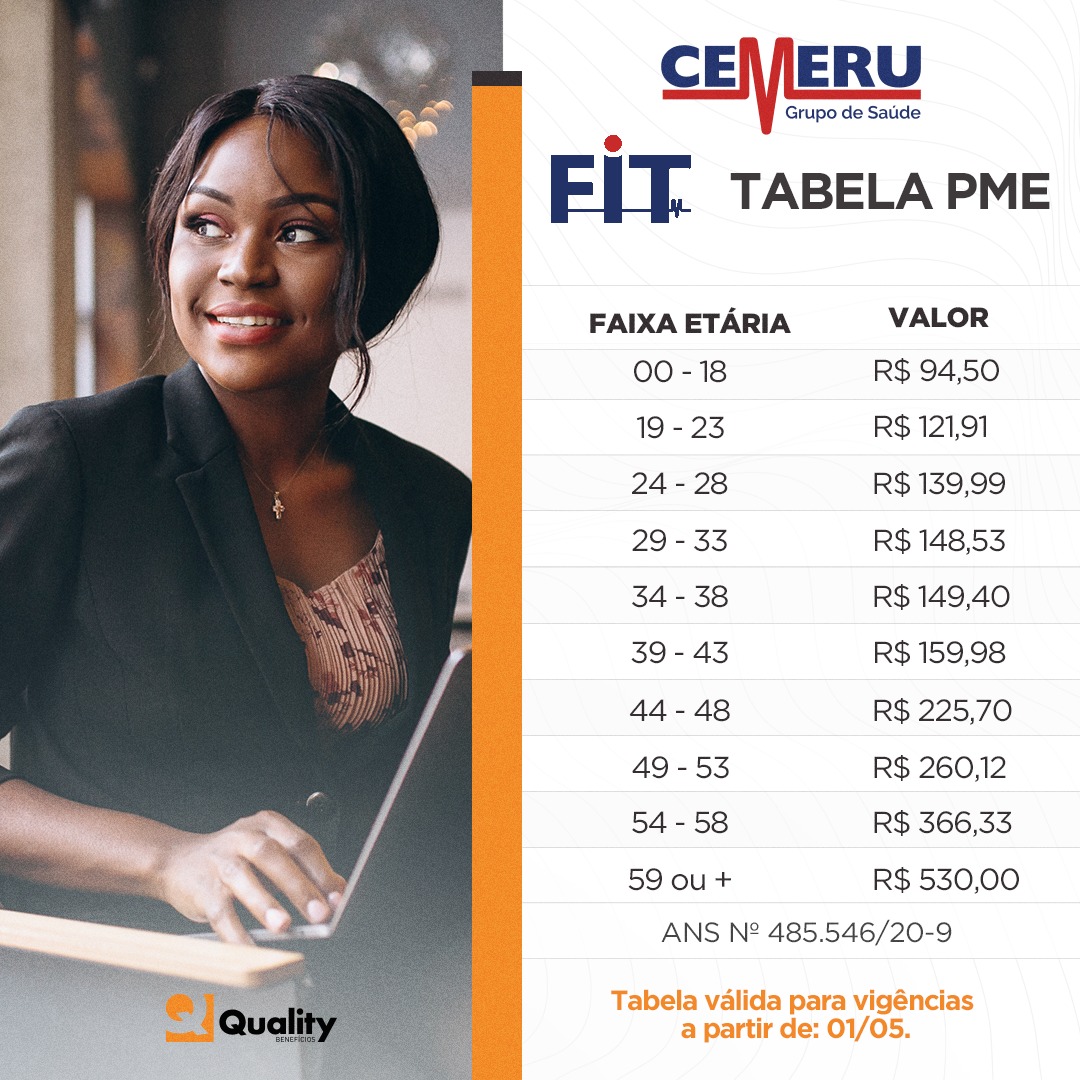 CEMERU
Grupo de Saúde
FiT TABELA PME
FAIXA ETÁRIA VALOR
00 - 18 R$ 94,50
19 - 23 R$ 121,91
24 - 28 R$ 139,99
29 - 33 R$ 148,53
34 - 38 R$ 149,40
39 - 43 R$ 159,98
44 - 48 R$ 225,70
49 - 53 R$ 260,12
54 - 58 R$ 366,33
59 ou + R$ 530,00
ANS Nº 485.546/20-9
Tabela válida para vigências
a partir de: 01/05.
Quality
BENEFÍCIOS